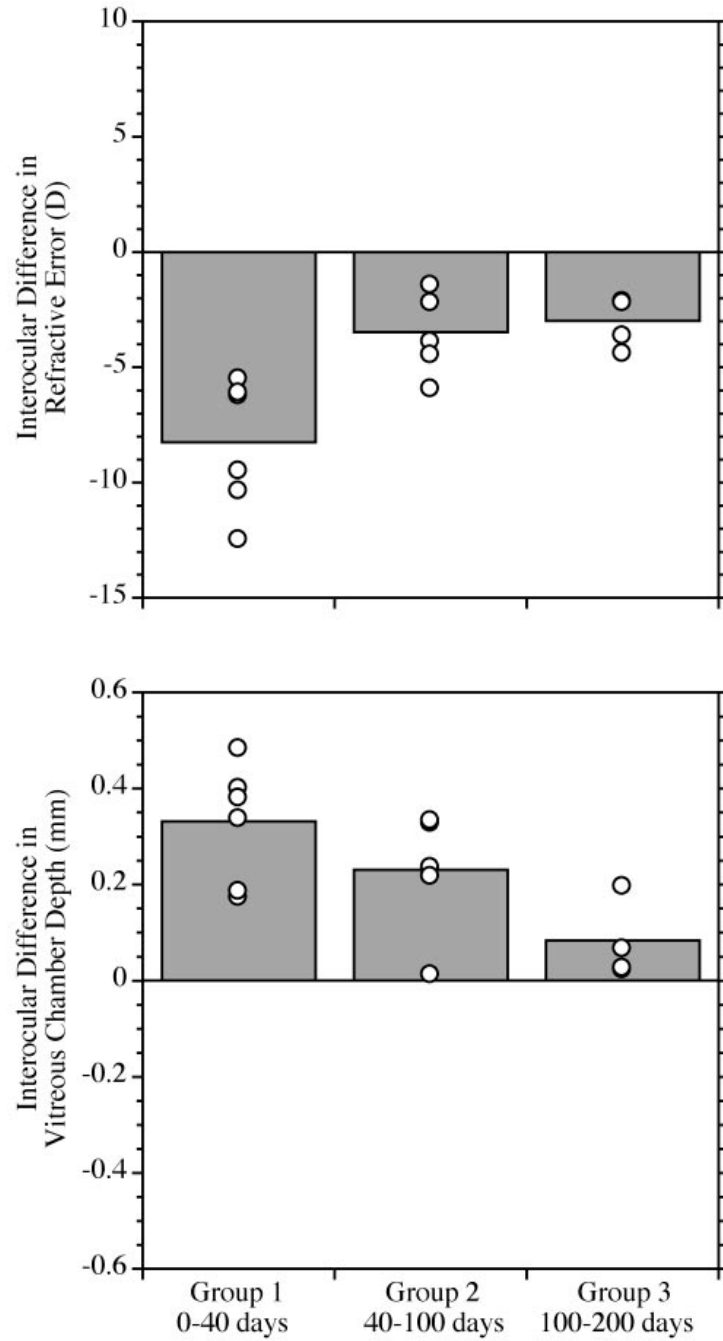 Interocular Difference in
Refractive Error (D)
10
5
0
-5
-10
-15
Interocular Difference in
Vitreous Chamber Depth (mm)
0.6
0.4
0.2
0
-0.2
-0.4
-0.6
Group 1
0-40 days
Group 2
40-100 days
Group 3
100-200 days